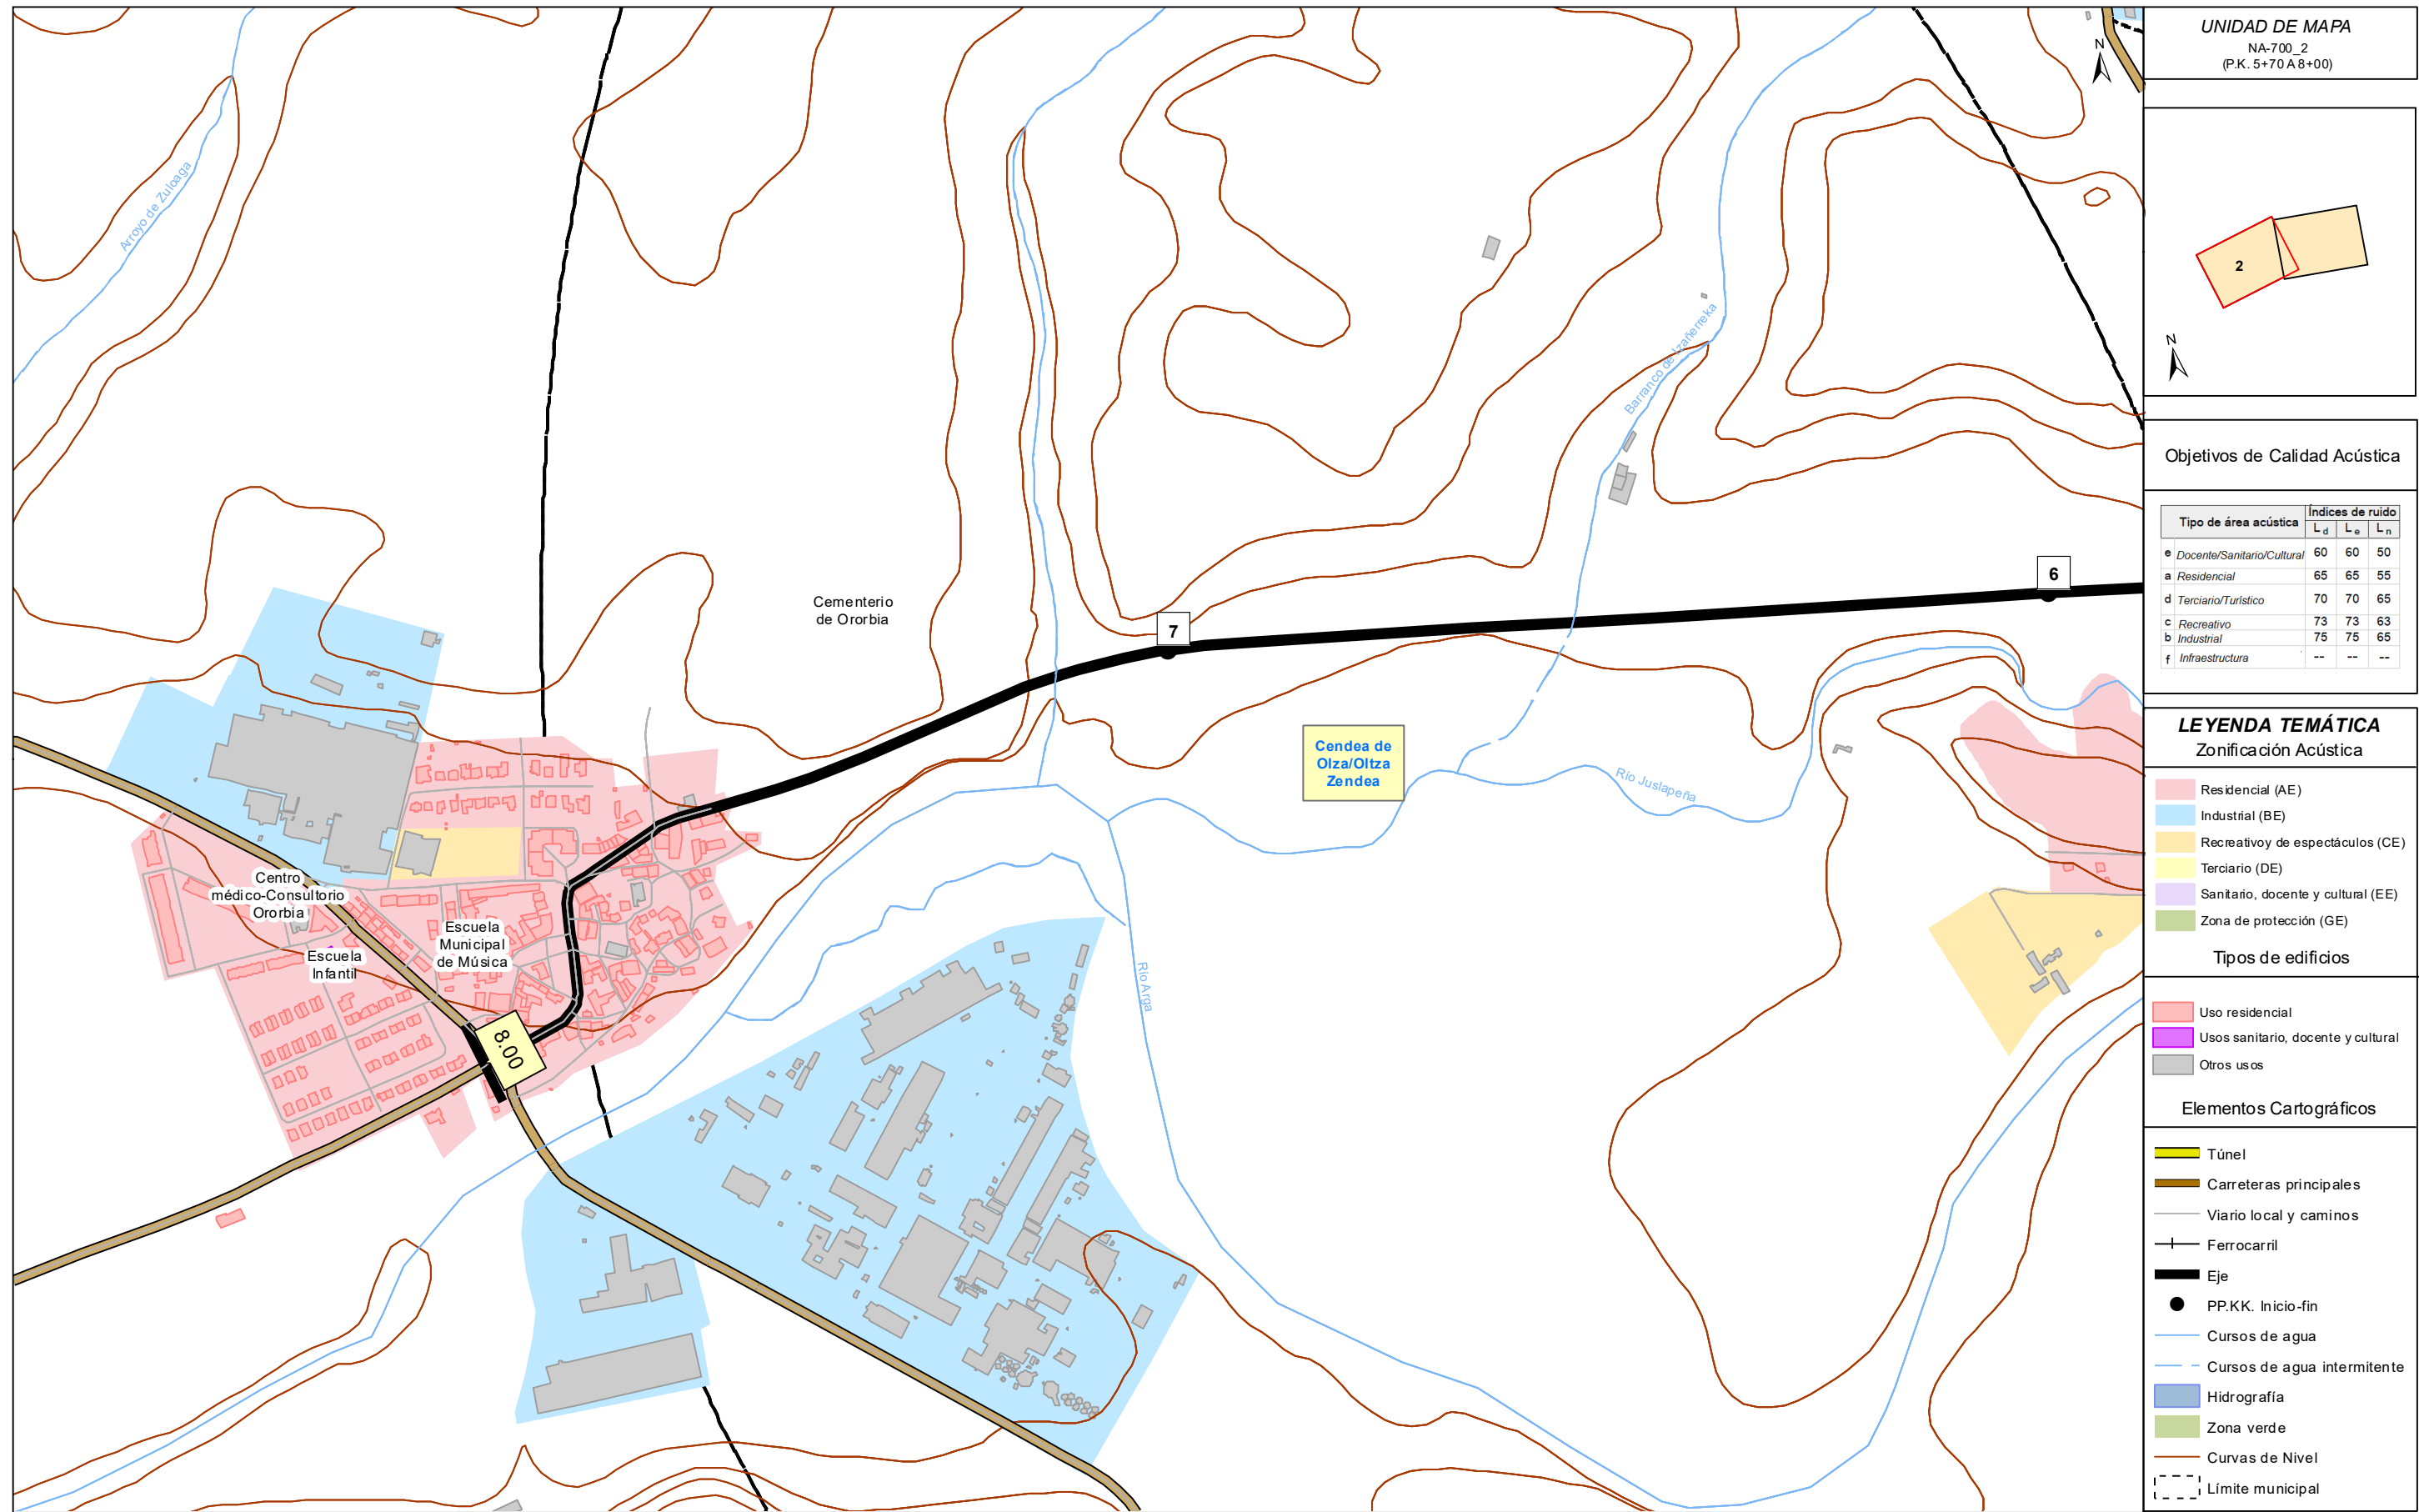 Arroyo de Zuloaga
Barranco de Izañerreka
Cementerio
de Ororbia
7
6
Cendea de
Olza/Oltza
Zendea
Río Juslapeña
Río Arga
Centro
médico-Consultorio
Ororbia
Escuela
Municipal
de Música
Escuela
Infantil
8.00
N
UNIDAD DE MAPA
NA-700_2
(P.K. 5+70 A 8+00)
2
N
Objetivos de Calidad Acústica
Tipo de área acústica Índices de ruido
L d L e L n
e Docente/Sanitario/Cultural 60 60 50
a Residencial 65 65 55
d Terciario/Turístico 70 70 65
c Recreativo 73 73 63
b Industrial 75 75 65
f Infraestructura -- -- --
LEYENDA TEMÁTICA
Zonificación Acústica
Residencial (AE)
Industrial (BE)
Recreativoy de espectáculos (CE)
Terciario (DE)
Sanitario, docente y cultural (EE)
Zona de protección (GE)
Tipos de edificios
Uso residencial
Usos sanitario, docente y cultural
Otros usos
Elementos Cartográficos
Túnel
Carreteras principales
Viario local y caminos
Ferrocarril
Eje
PP.KK. Inicio-fin
Cursos de agua
Cursos de agua intermitente
Hidrografía
Zona verde
Curvas de Nivel
Límite municipal